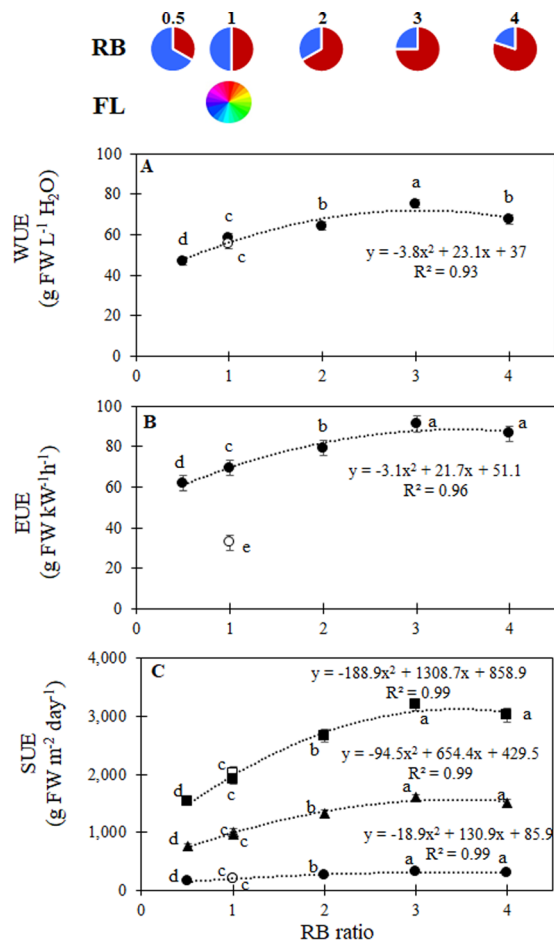 0.5 1 2 3 4
RB
FL
A
WUE
(g FW L⁻¹ H₂O)
100
80
60
40
20
0
d
c
c
b
a
b
y = -3.8x² + 23.1x + 37
R² = 0.93
0 1 2 3 4
B
EUE
(g FW kW⁻¹h⁻¹)
100
80
60
40
20
0
d
c
e
b
a
a
y = -3.1x² + 21.7x + 51.1
R² = 0.96
0 1 2 3 4
C
SUE
(g FW m⁻² day⁻¹)
4,000
3,000
2,000
1,000
0
y = -188.9x² + 1308.7x + 858.9
R² = 0.99
d
c
c
b
a
a
y = -94.5x² + 654.4x + 429.5
R² = 0.99
d
c
c
b
a
a
y = -18.9x² + 130.9x + 85.9
R² = 0.99
d
c
c
b
a
a
0 1 2 3 4
RB ratio